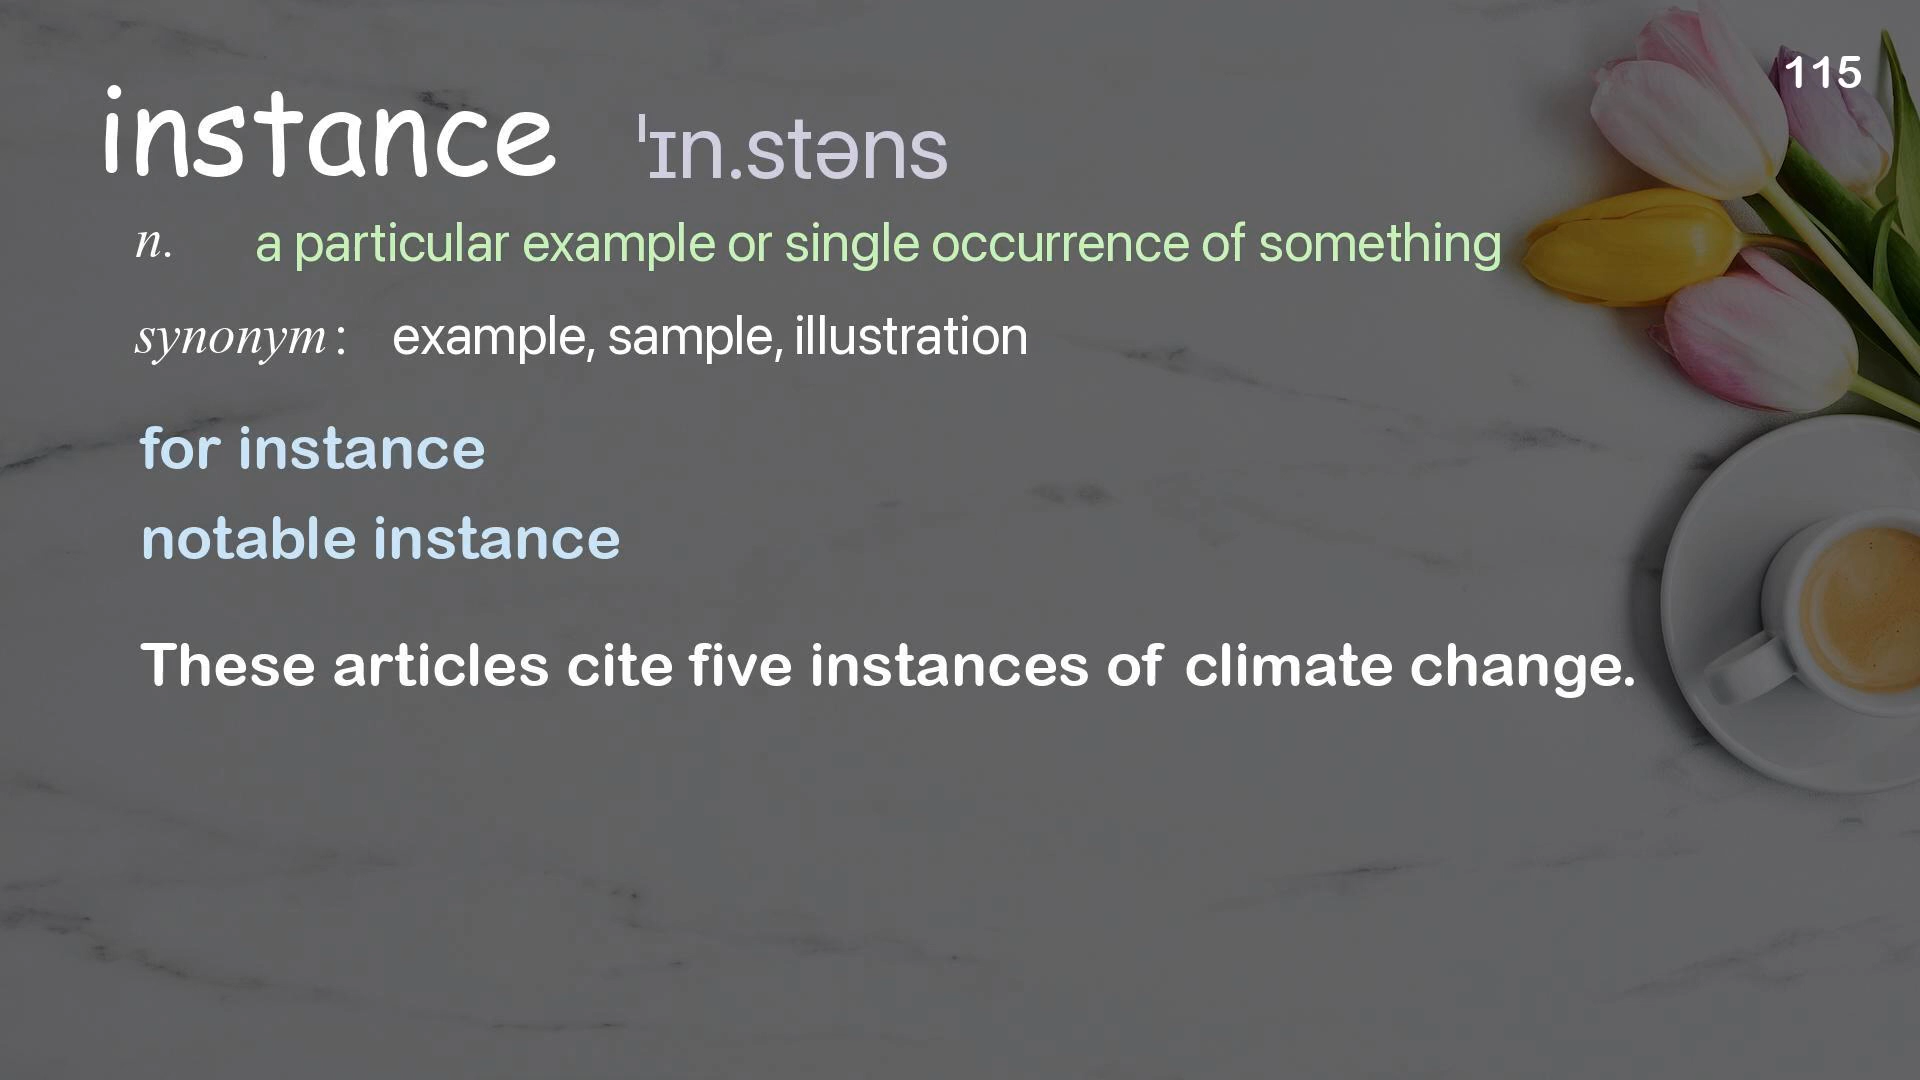 115
instance ˈɪn.stəns
n. a particular example or single occurrence of something
synonym: example, sample, illustration
for instance
notable instance
These articles cite five instances of climate change.